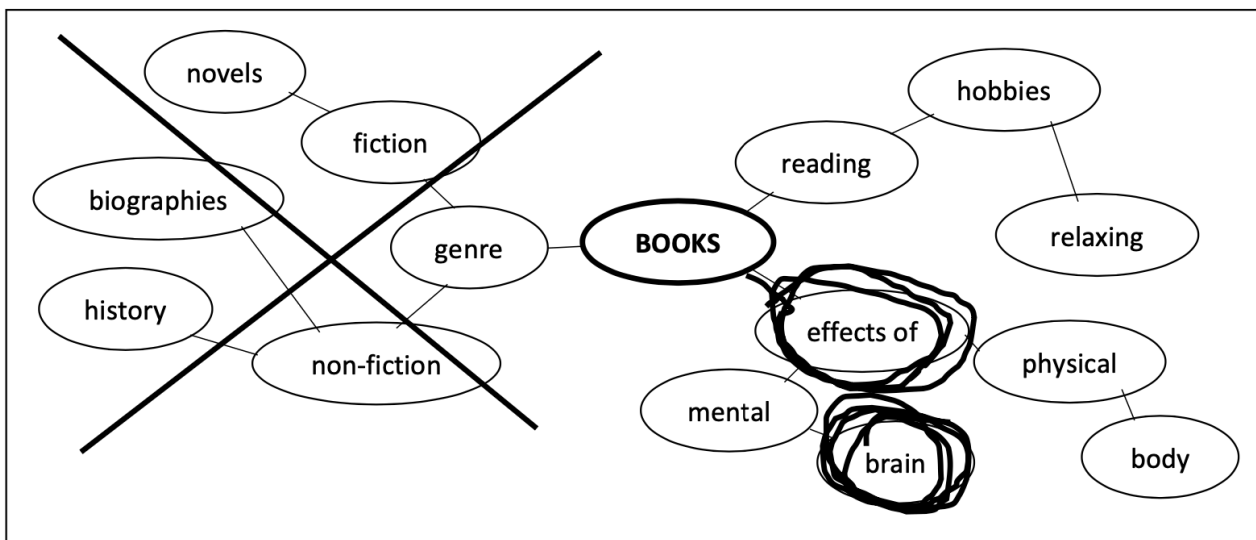 novels
hobbies
fiction
reading
biographies
relaxing
genre
BOOKS
history
effects of
non-fiction
physical
mental
brain
body